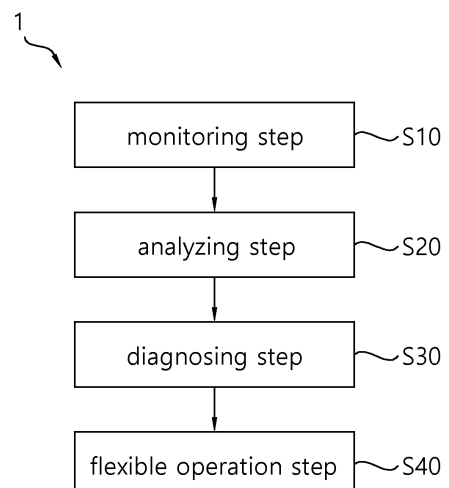 1
monitoring step S10
analyzing step S20
diagnosing step S30
flexible operation step S40